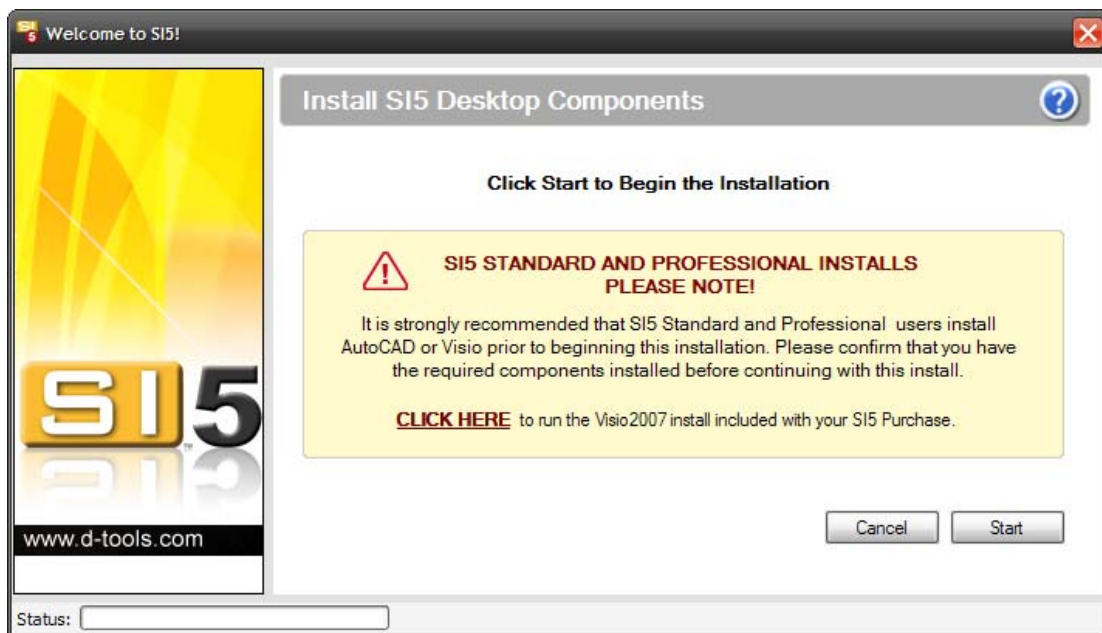 SI
5
Welcome to SI5!
Install SI5 Desktop Components
?
Click Start to Begin the Installation
!
SI5 STANDARD AND PROFESSIONAL INSTALLS
PLEASE NOTE!
It is strongly recommended that SI5 Standard and Professional users install
AutoCAD or Visio prior to beginning this installation. Please confirm that you have
the required components installed before continuing with this install.
CLICK HERE to run the Visio2007 install included with your SI5 Purchase.
SI5™
www.d-tools.com
Cancel
Start
Status: